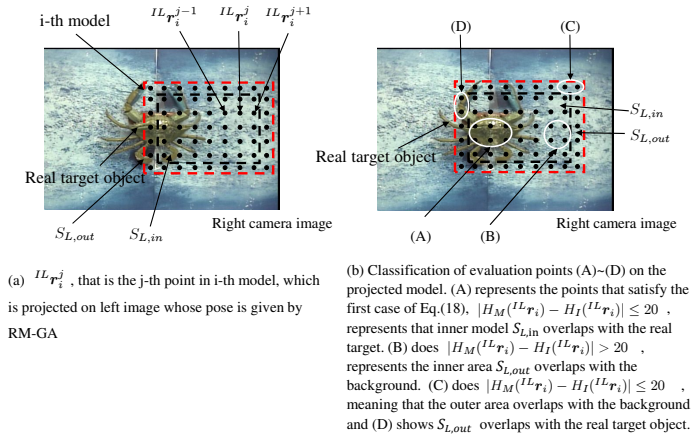 i-th model
^{IL}r_i^{j-1}
^{IL}r_i^{j}
^{IL}r_i^{j+1}
Real target object
S_{L,out}
S_{L,in}
Right camera image
(a) ^{IL}r_i^j , that is the j-th point in i-th model, which
is projected on left image whose pose is given by
RM-GA
(D)
(C)
S_{L,in}
S_{L,out}
Real target object
Right camera image
(A)
(B)
(b) Classification of evaluation points (A)~(D) on the
projected model. (A) represents the points that satisfy the
first case of Eq.(18), |H_M(^{IL}r_i) − H_I(^{IL}r_i)| ≤ 20 ,
represents that inner model S_{L,in} overlaps with the real
target. (B) does |H_M(^{IL}r_i) − H_I(^{IL}r_i)| > 20 ,
represents the inner area S_{L,out} overlaps with the
background. (C) does |H_M(^{IL}r_i) − H_I(^{IL}r_i)| ≤ 20 ,
meaning that the outer area overlaps with the background
and (D) shows S_{L,out} overlaps with the real target object.